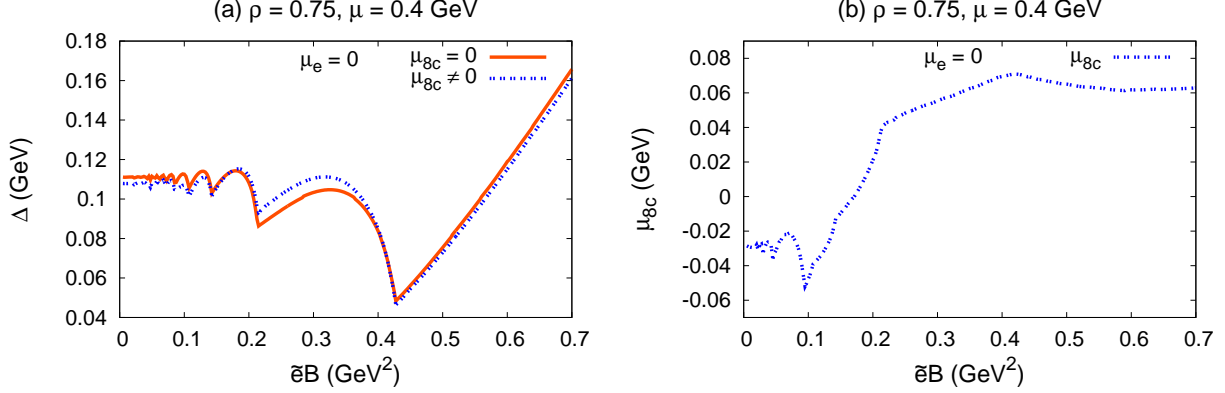 (a) ρ = 0.75, μ = 0.4 GeV
0.18
0.16
0.14
0.12
0.1
0.08
0.06
0.04
0 0.1 0.2 0.3 0.4 0.5 0.6 0.7
Δ (GeV)
ẽB (GeV²)
μₑ = 0
μ₈c = 0
μ₈c ≠ 0
(b) ρ = 0.75, μ = 0.4 GeV
0.08
0.06
0.04
0.02
0
-0.02
-0.04
-0.06
0 0.1 0.2 0.3 0.4 0.5 0.6 0.7
μ₈c (GeV)
ẽB (GeV²)
μₑ = 0
μ₈c